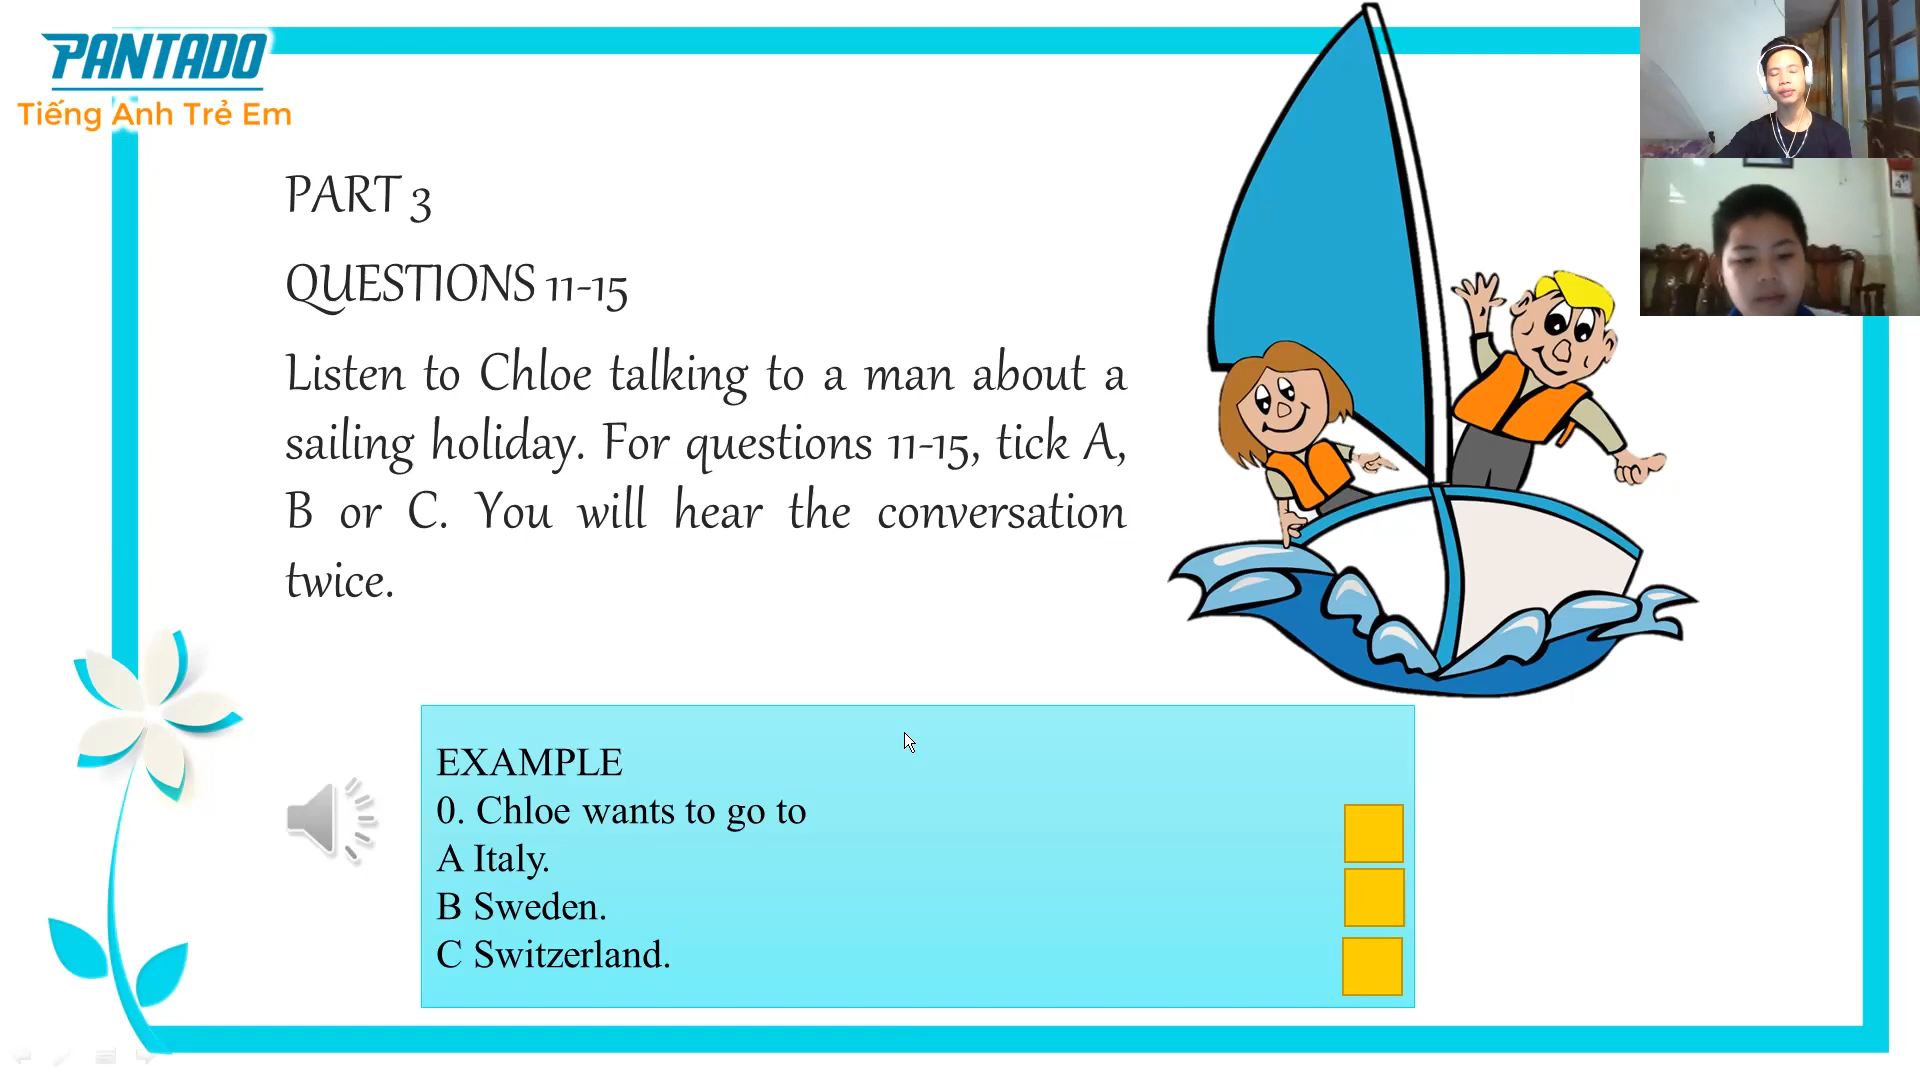 PANTADO
Tiếng Anh Trẻ Em
PART 3
QUESTIONS 11-15
Listen to Chloe talking to a man about a
sailing holiday. For questions 11-15, tick A,
B or C. You will hear the conversation
twice.
EXAMPLE
0. Chloe wants to go to
A Italy.
B Sweden.
C Switzerland.